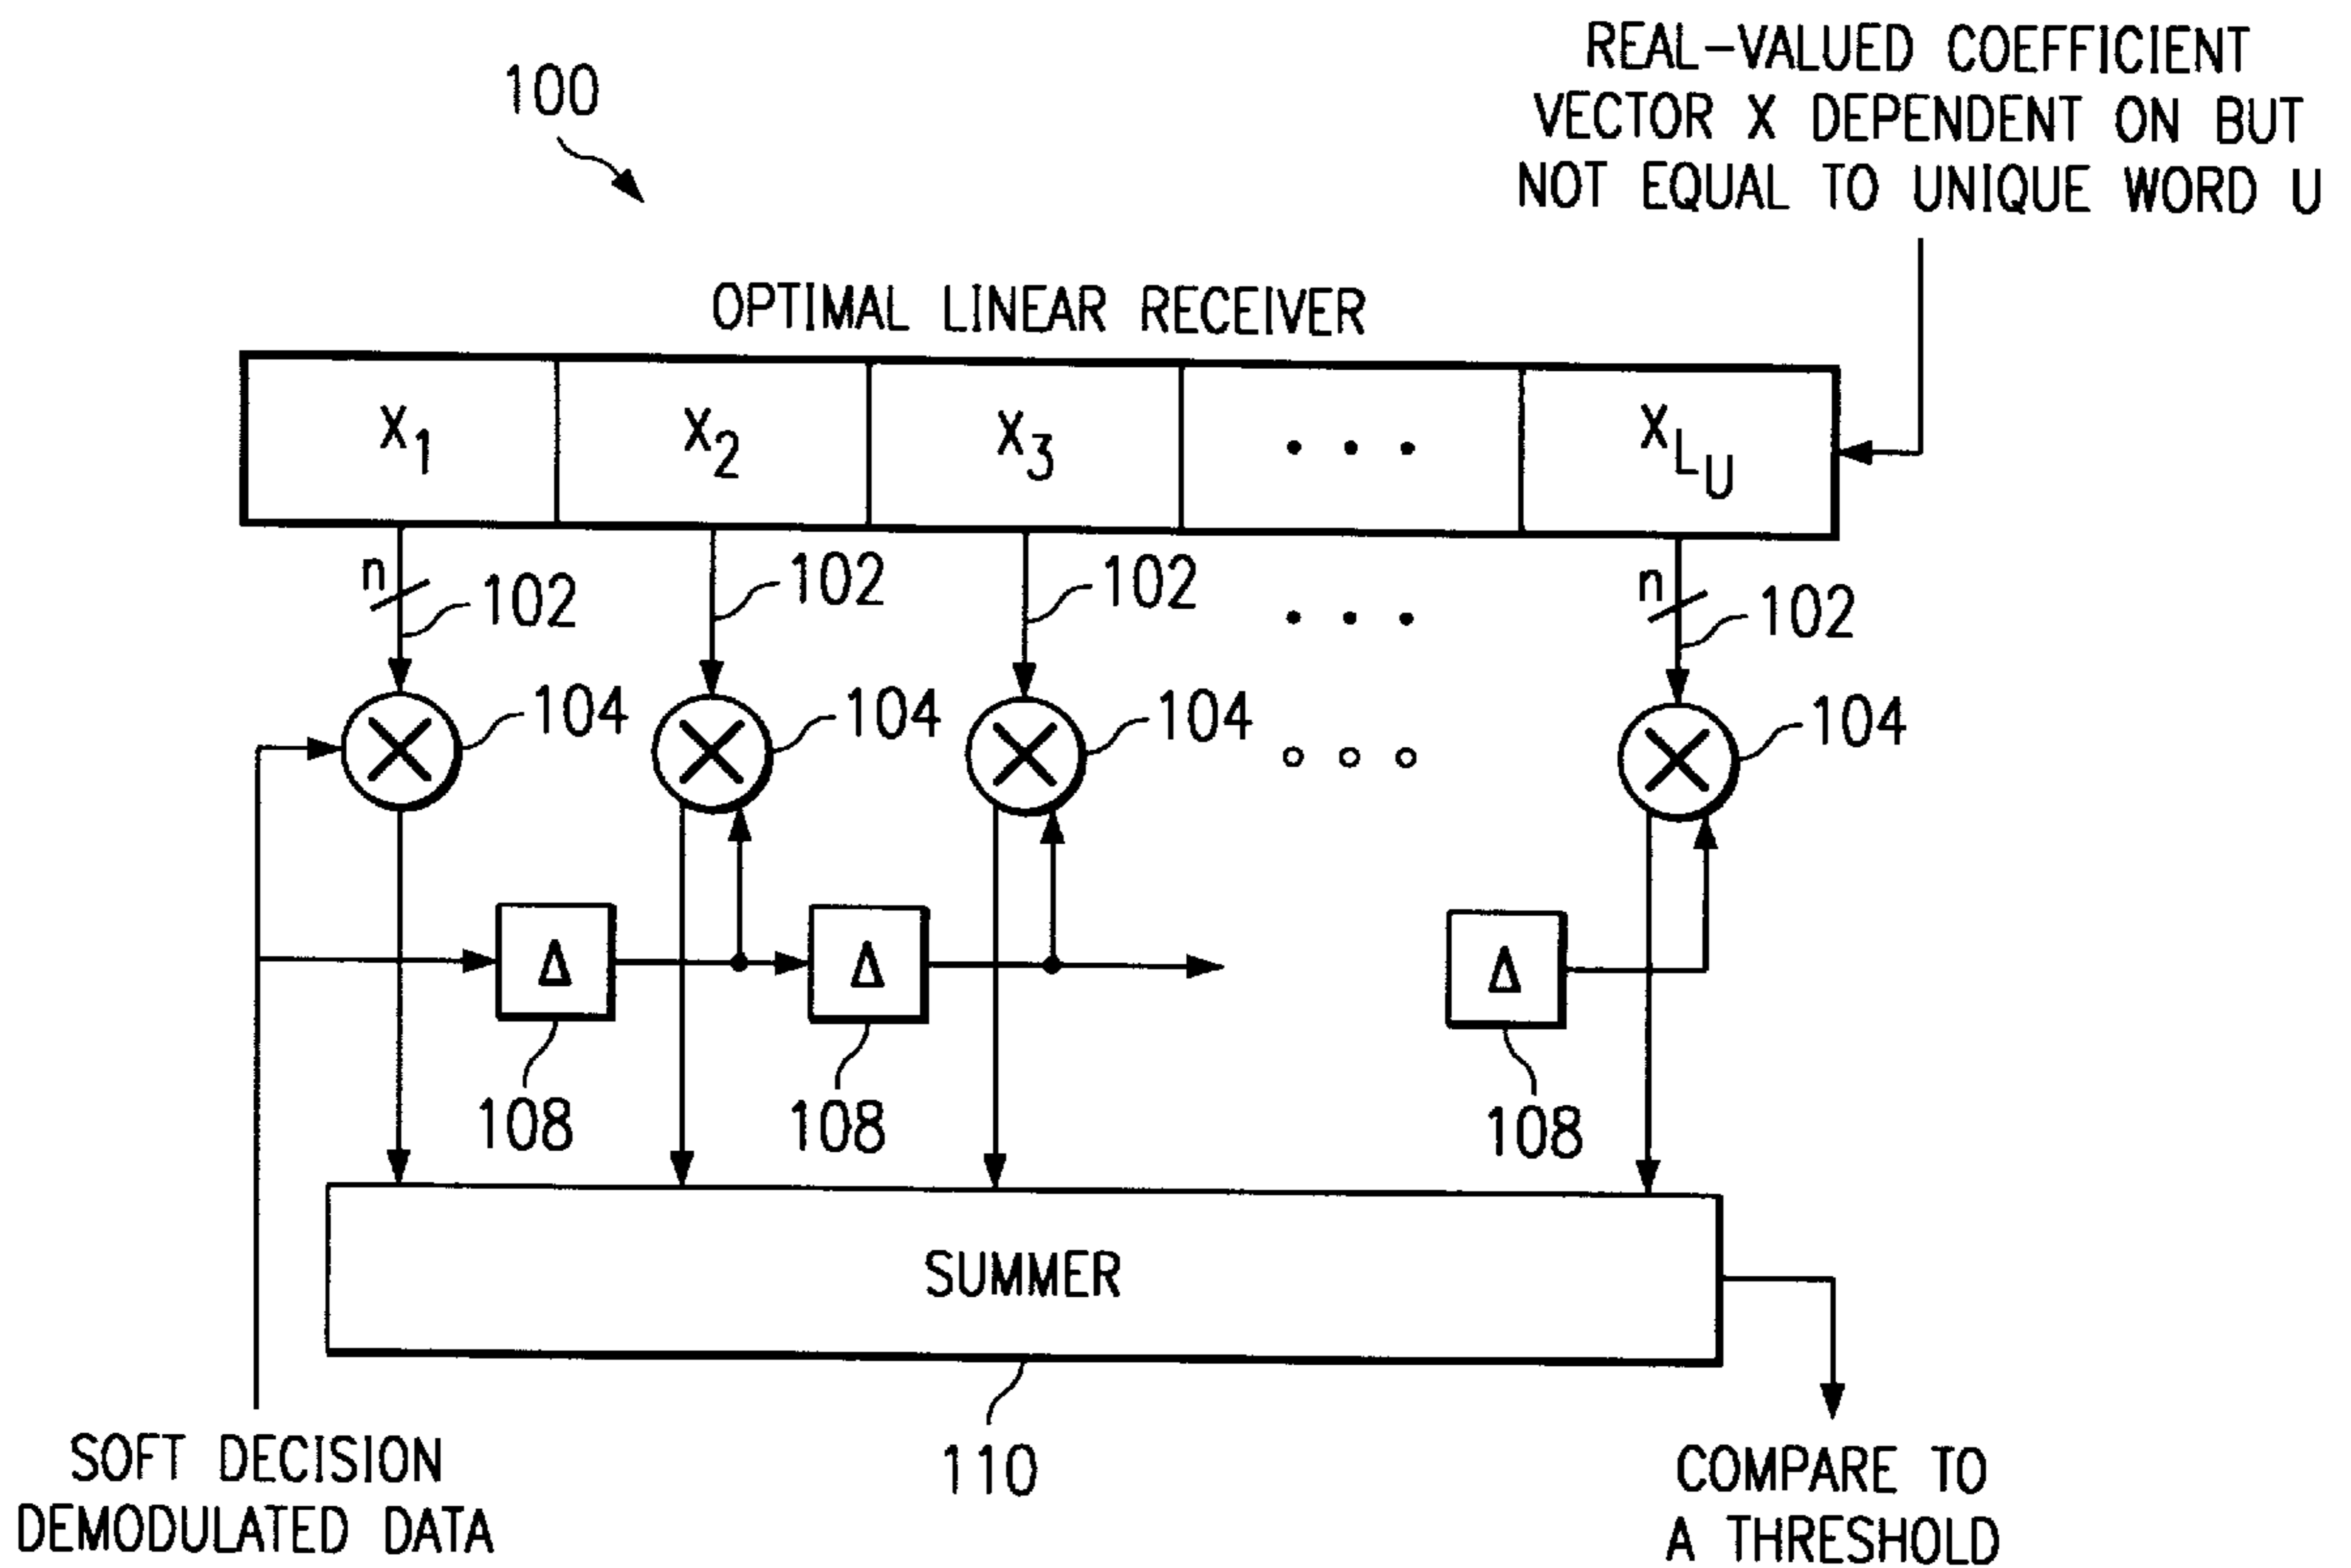 100
REAL-VALUED COEFFICIENT
VECTOR X DEPENDENT ON BUT
NOT EQUAL TO UNIQUE WORD U
OPTIMAL LINEAR RECEIVER
X1 X2 X3 ... XLU
n 102 102 102 ... n 102
104 104 104 104
Δ Δ Δ
108 108 108
SUMMER
110
SOFT DECISION
DEMODULATED DATA
COMPARE TO
A THRESHOLD